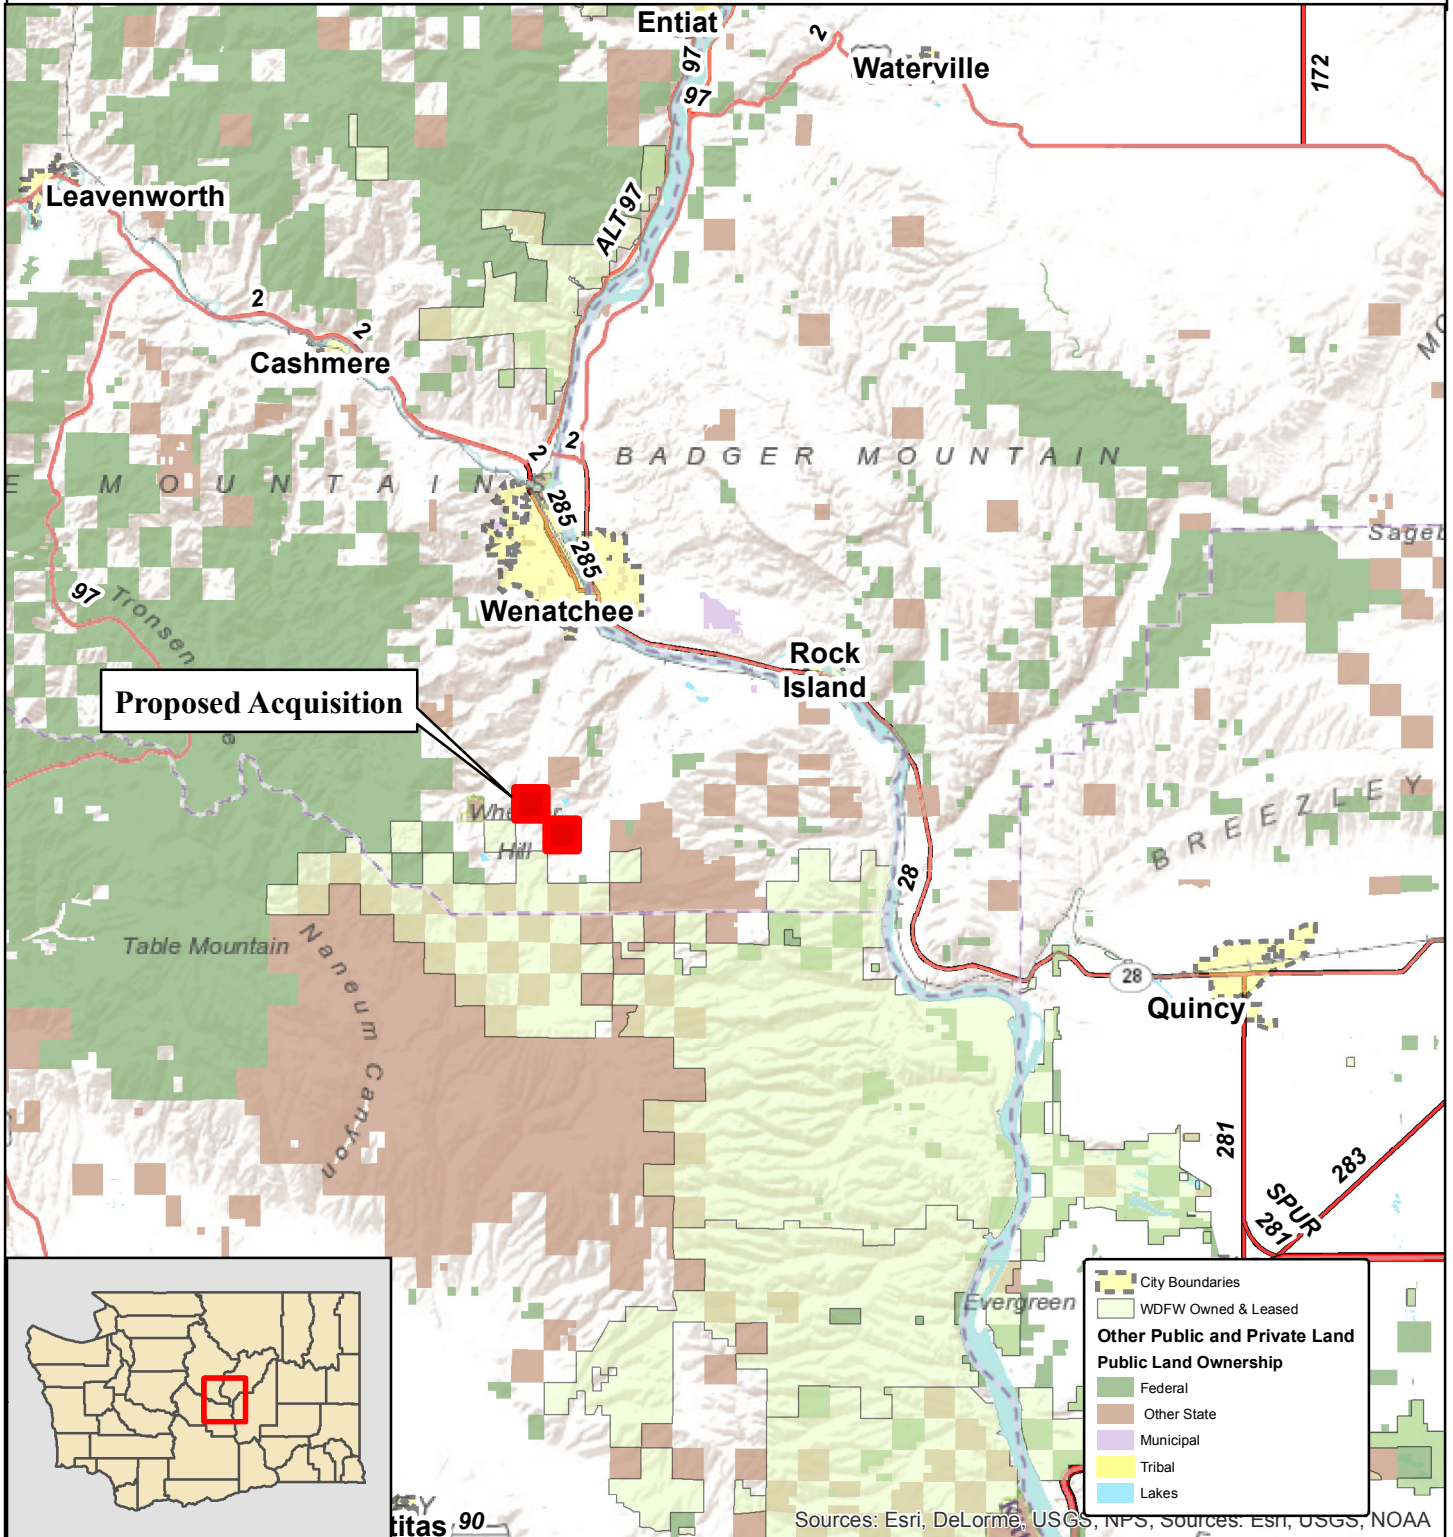 Entiat
97
2
Waterville
172
97
Leavenworth
ALT 97
2
2
Cashmere
2
2
BADGER MOUNTAIN
E MOUNTAIN
285
285
Sageb
97
Tronsen
Wenatchee
Rock
Island
Proposed Acquisition
Hill
BREEZLEY
28
Table Mountain
Naneum Canyon
28
Quincy
281
283
SPUR
281
Evergreen
City Boundaries
WDFW Owned & Leased
Other Public and Private Land
Public Land Ownership
Federal
Other State
Municipal
Tribal
Lakes
titas 90
Sources: Esri, DeLorme, USGS, NPS, Sources: Esri, USGS, NOAA